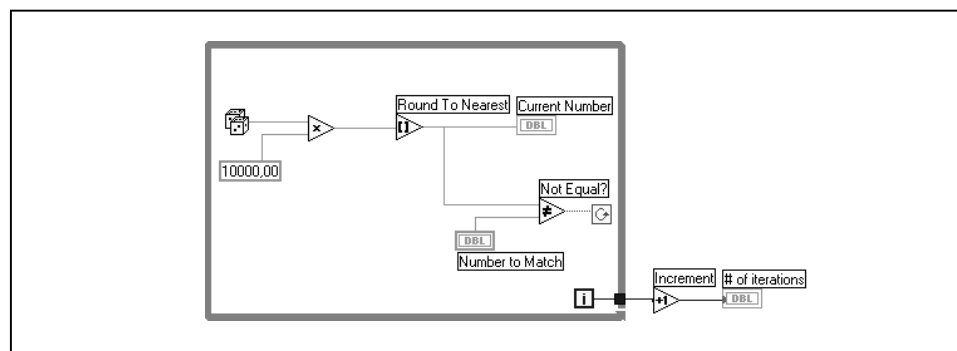 Round To Nearest
Current Number
×
[ ]
DBL
10000,00
Not Equal?
≠
DBL
Number to Match
Increment
# of iterations
i
+1
DBL